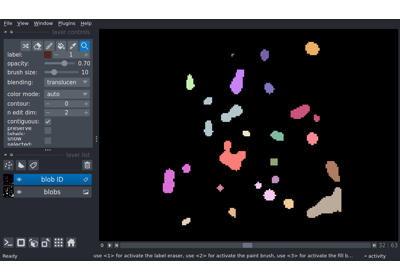 File View Window Plugins Help
layer controls
label: 1
opacity: 0.70
brush size: 10
blending: translucen
color mode: auto
contour: 0
n edit dim: 2
contiguous:
preserve
labels:
show
selected:
layer list
blob ID
blobs
32 63
Ready use <1> for activate the label eraser, use <2> for activate the paint brush, use <3> for activate the fill b... activity